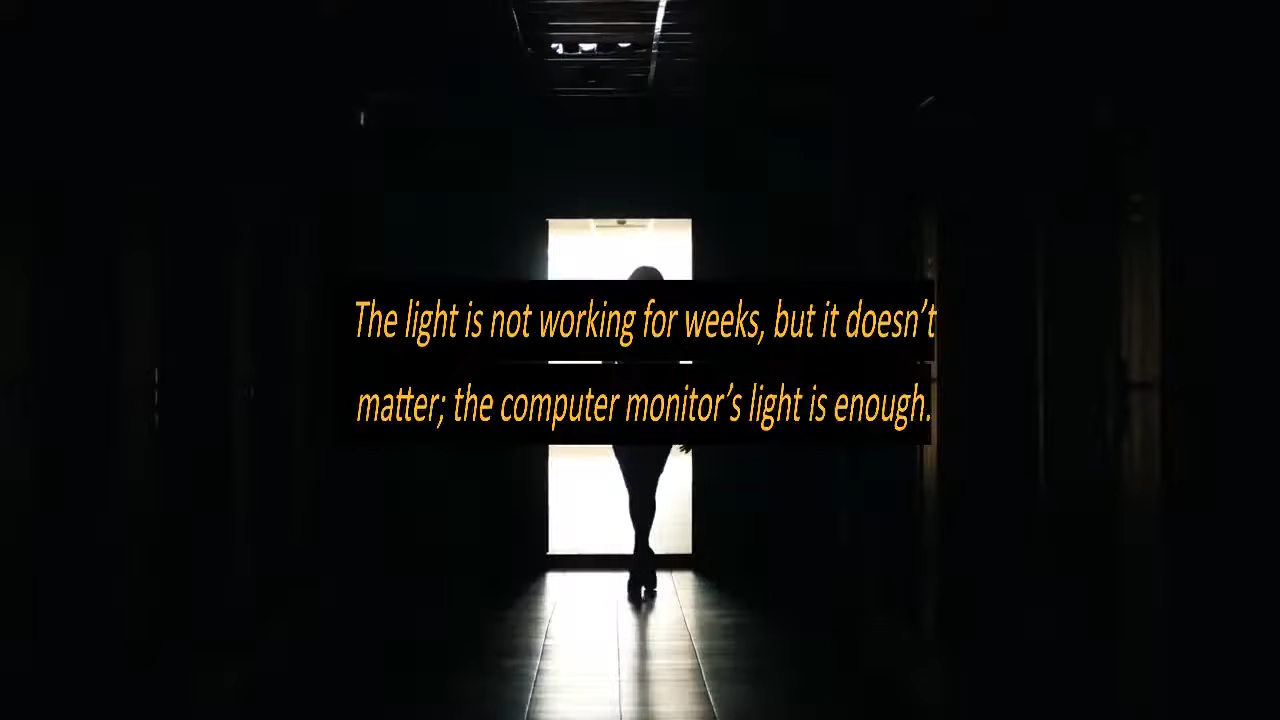 The light is not working for weeks, but it doesn’t
matter; the computer monitor’s light is enough.